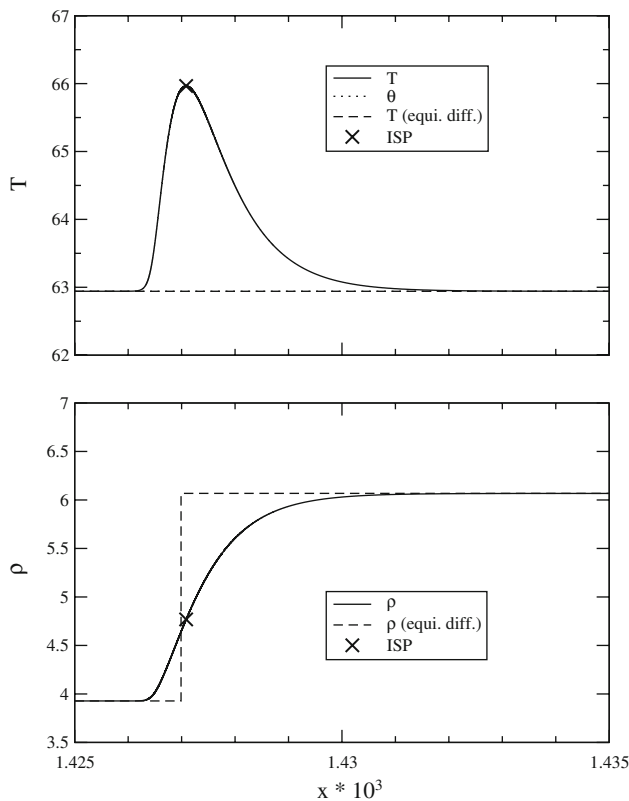 67
66
65
64
63
62
T
T
θ
T (equi. diff.)
ISP
7
6.5
6
5.5
5
4.5
4
3.5
ρ
ρ
ρ (equi. diff.)
ISP
1.425
1.43
1.435
x * 10³